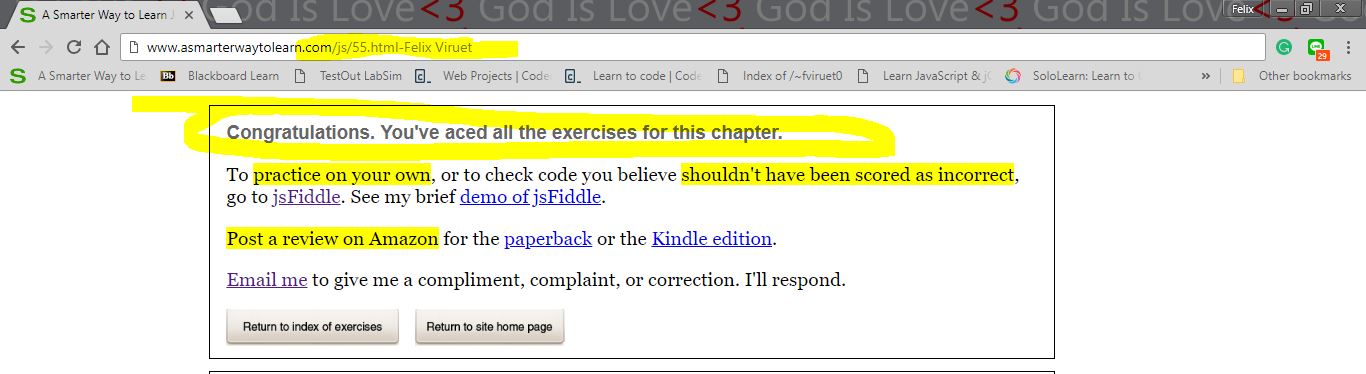 God Is Love<3 God Is Love<3 God Is Love<3
A Smarter Way to Learn J
Felix
www.asmarterwaytolearn.com/js/55.html-Felix Viruet
29
S A Smarter Way to Le Bb Blackboard Learn TestOut LabSim Web Projects | Code Learn to code | Code Index of /~fviruet0 Learn JavaScript & j SoloLearn: Learn to » Other bookmarks
Congratulations. You've aced all the exercises for this chapter.
To practice on your own, or to check code you believe shouldn't have been scored as incorrect,
go to jsFiddle. See my brief demo of jsFiddle.
Post a review on Amazon for the paperback or the Kindle edition.
Email me to give me a compliment, complaint, or correction. I'll respond.
Return to index of exercises Return to site home page